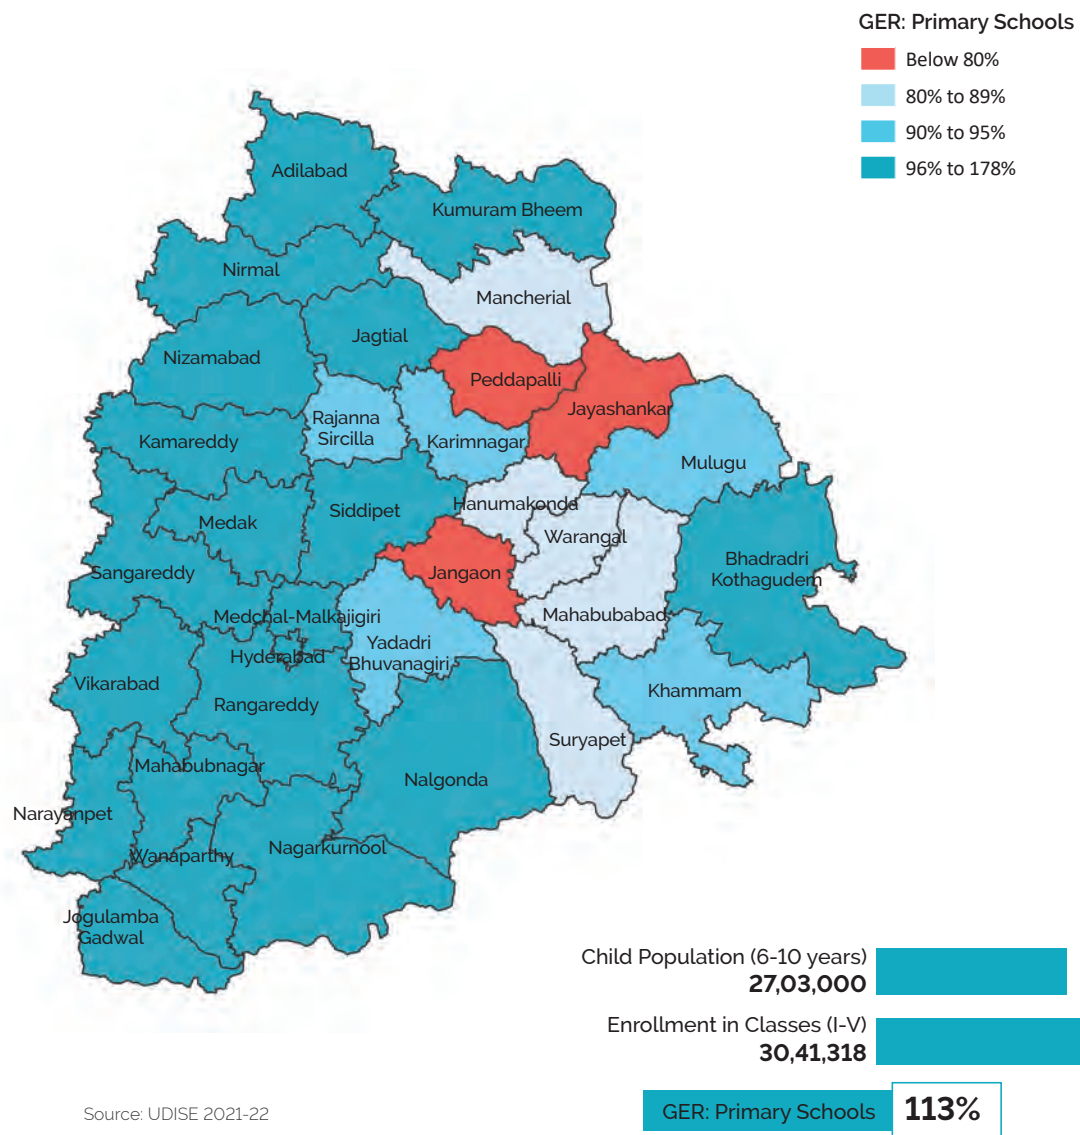 GER: Primary Schools
Below 80%
80% to 89%
90% to 95%
96% to 178%
Adilabad
Kumuram Bheem
Nirmal
Mancherial
Jagtial
Nizamabad
Peddapalli
Jayashankar
Rajanna
Sircilla
Kamareddy
Karimnagar
Mulugu
Hanumakonda
Siddipet
Medak
Warangal
Bhadradri
Kothagudem
Sangareddy
Jangaon
Medchal-Malkajigiri
Mahabubabad
Yadadri
Bhuvanagiri
Hyderabad
Vikarabad
Khammam
Rangareddy
Suryapet
Mahabubnagar
Nalgonda
Narayanpet
Wanaparthy
Nagarkurnool
Jogulamba
Gadwal
Child Population (6-10 years)
27,03,000
Enrollment in Classes (I-V)
30,41,318
GER: Primary Schools 113%
Source: UDISE 2021-22